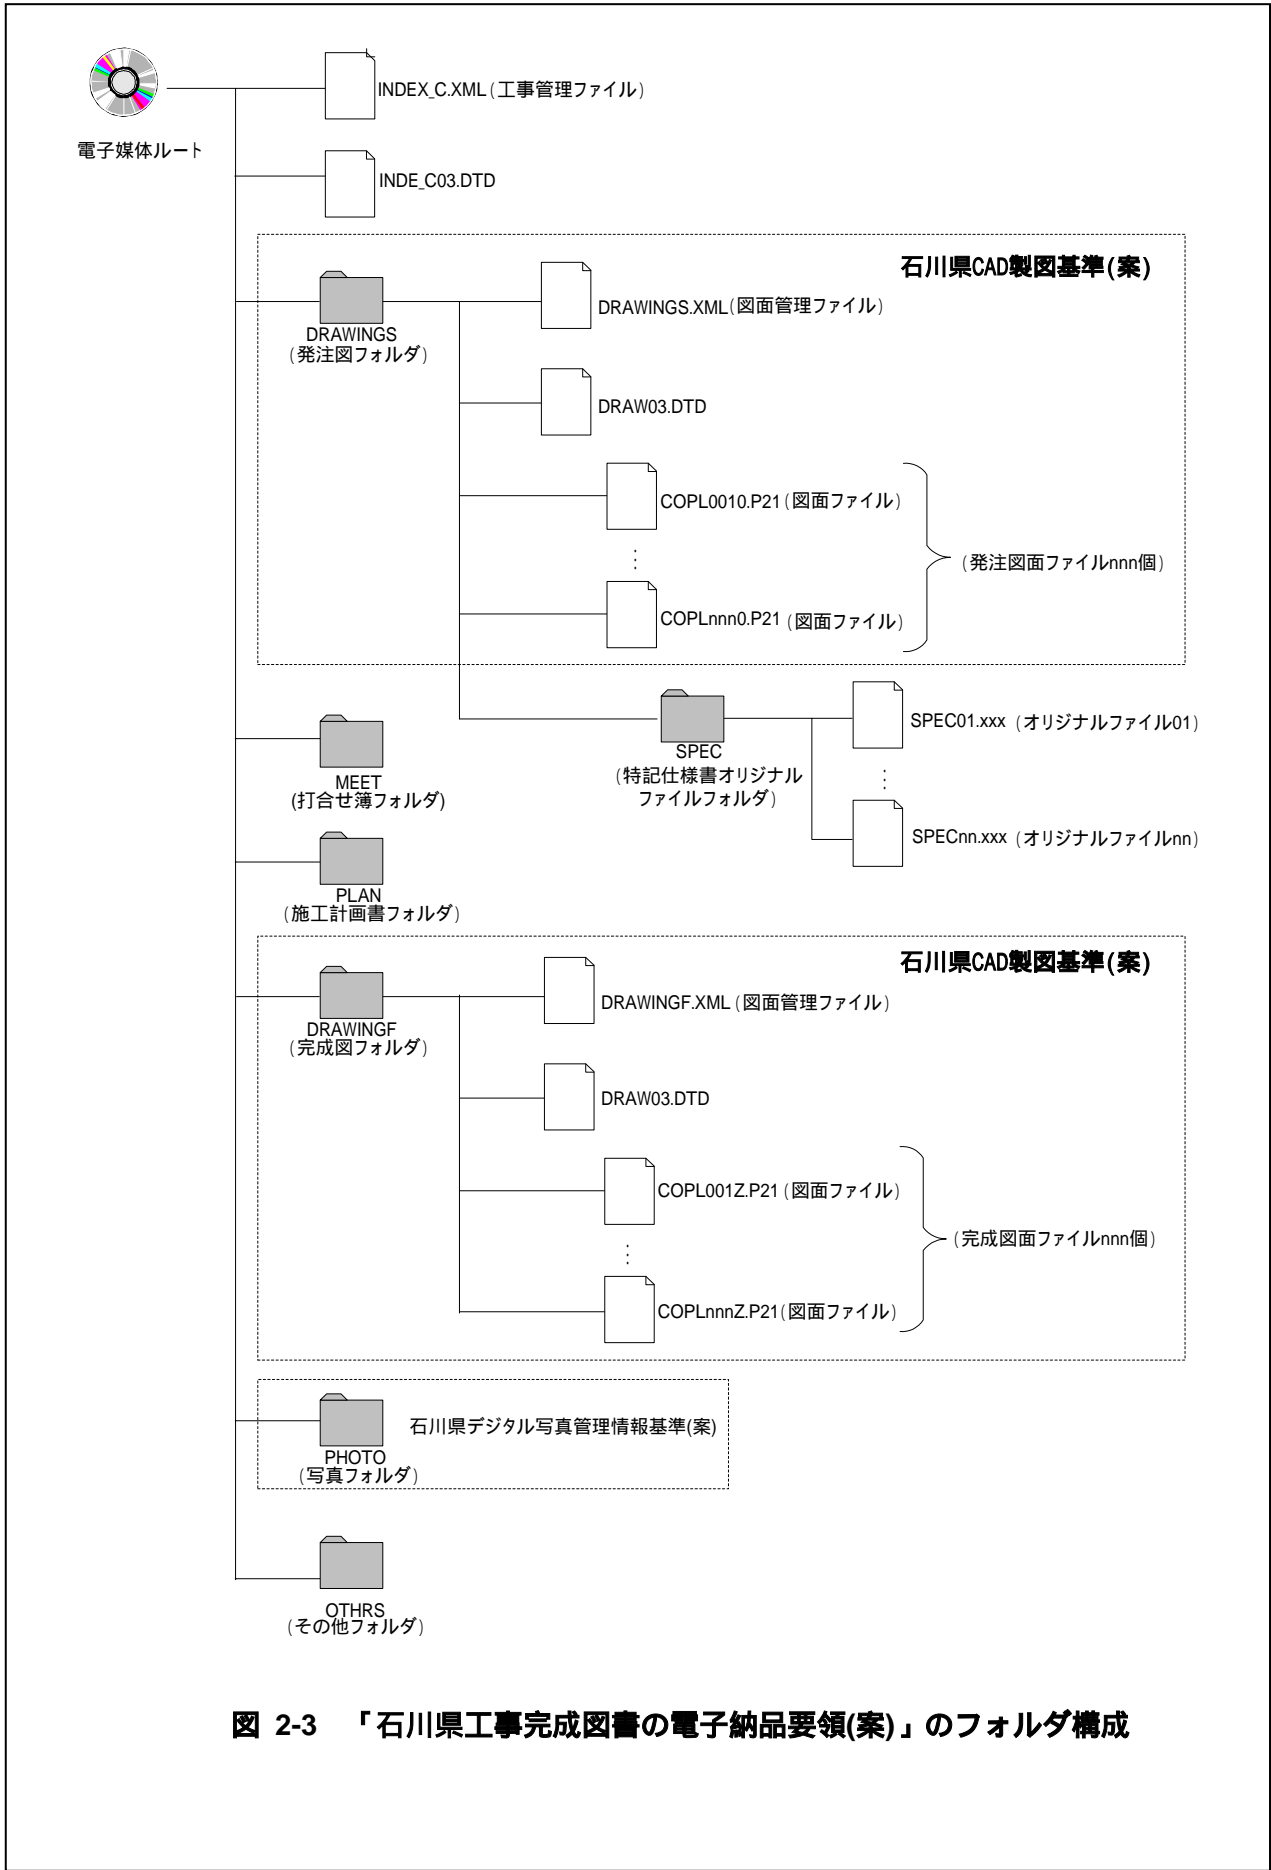 電子媒体ルート
INDEX_C.XML(工事管理ファイル)
INDE_C03.DTD
石川県CAD製図基準(案)
DRAWINGS
(発注図フォルダ)
DRAWINGS.XML(図面管理ファイル)
DRAW03.DTD
COPL0010.P21(図面ファイル)
⋮
COPLnnn0.P21(図面ファイル)
(発注図面ファイルnnn個)
SPEC
(特記仕様書オリジナル
ファイルフォルダ)
SPEC01.xxx (オリジナルファイル01)
⋮
SPECnn.xxx (オリジナルファイルnn)
MEET
(打合せ簿フォルダ)
PLAN
(施工計画書フォルダ)
石川県CAD製図基準(案)
DRAWINGF
(完成図フォルダ)
DRAWINGF.XML(図面管理ファイル)
DRAW03.DTD
COPL001Z.P21(図面ファイル)
⋮
COPLnnnZ.P21(図面ファイル)
(完成図面ファイルnnn個)
PHOTO
(写真フォルダ)
石川県デジタル写真管理情報基準(案)
OTHRS
(その他フォルダ)
図 2-3 「石川県工事完成図書の電子納品要領(案)」のフォルダ構成